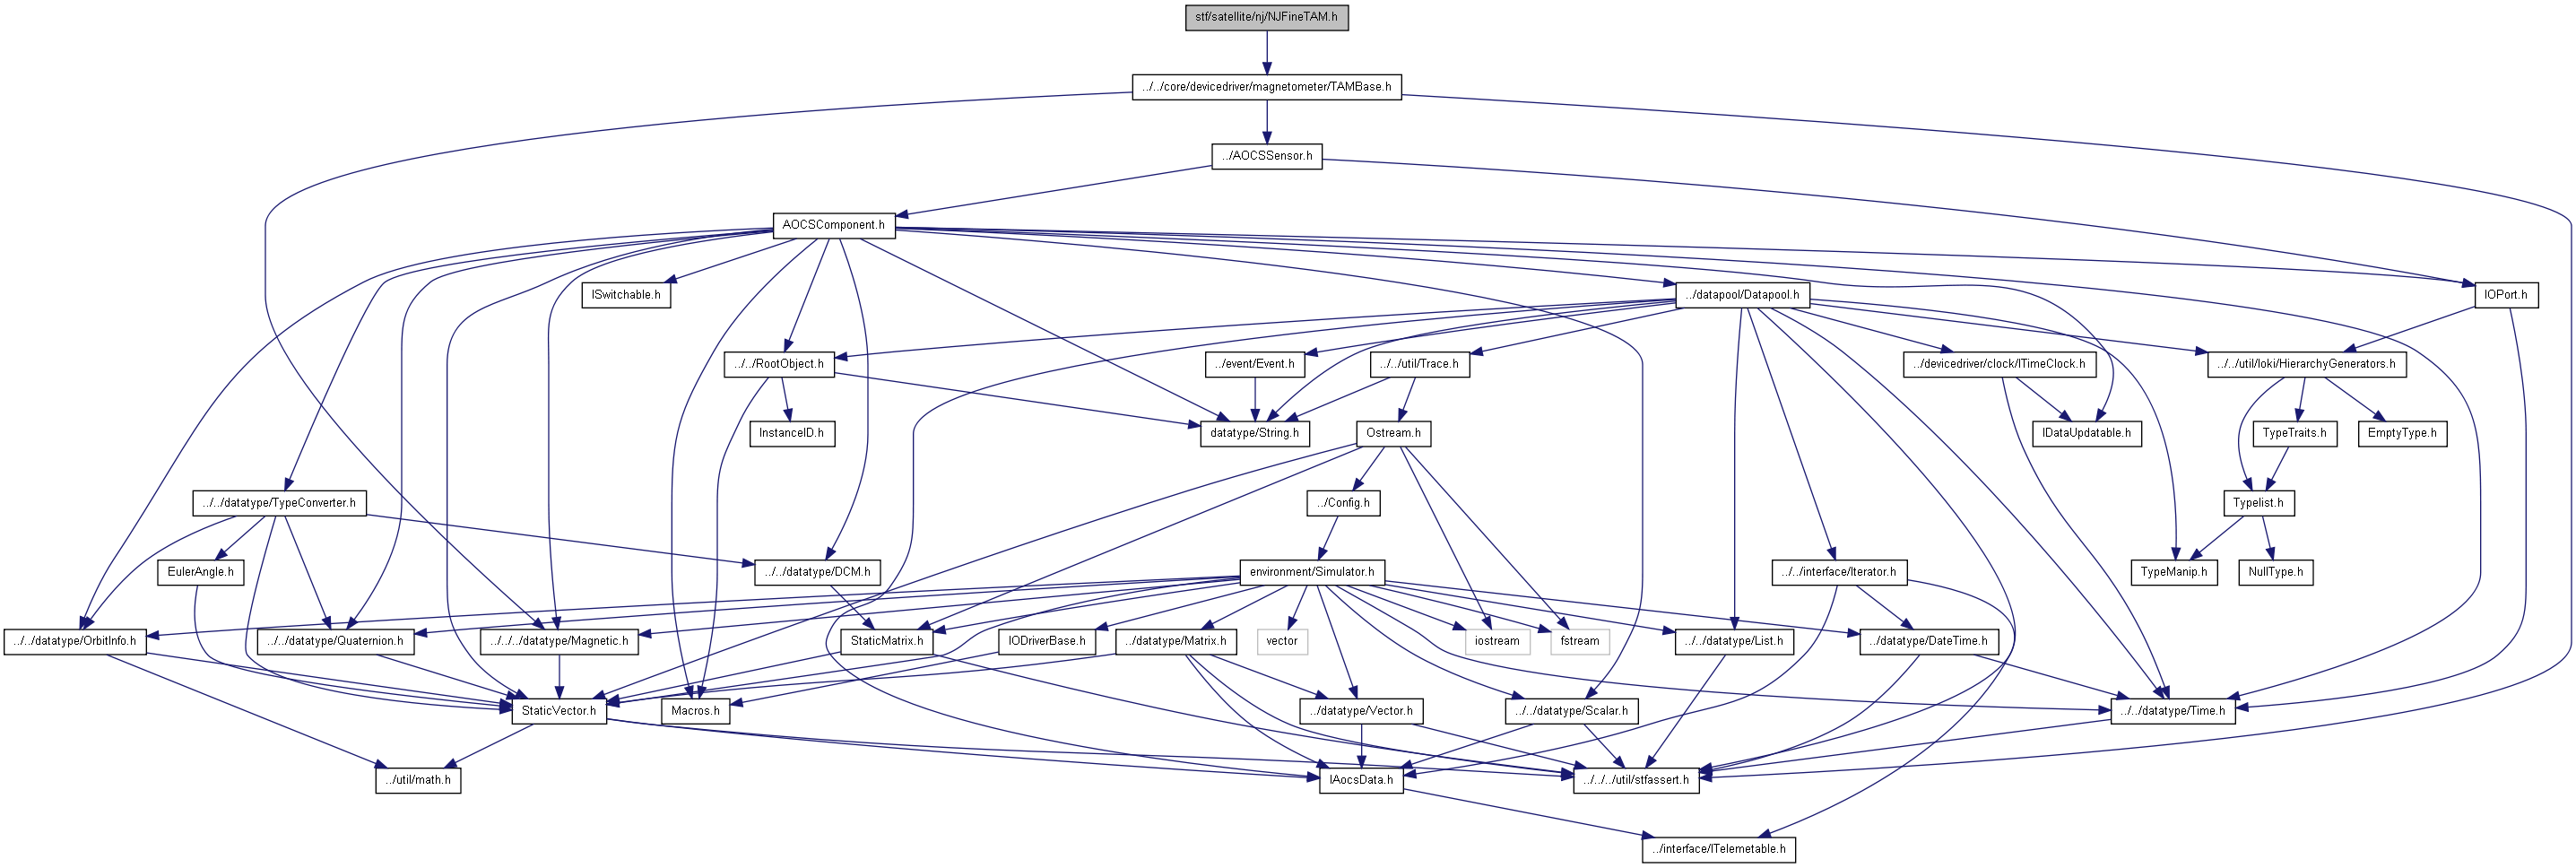 stf/satellite/nj/NJFineTAM.h
../../core/devicedriver/magnetometer/TAMBase.h
../AOCSSensor.h
AOCSComponent.h
ISwitchable.h
../datapool/Datapool.h
IOPort.h
../../RootObject.h
../event/Event.h
../../util/Trace.h
../devicedriver/clock/ITimeClock.h
../../util/loki/HierarchyGenerators.h
InstanceID.h
datatype/String.h
Ostream.h
IDataUpdatable.h
TypeTraits.h
EmptyType.h
../../datatype/TypeConverter.h
../Config.h
Typelist.h
EulerAngle.h
../../datatype/DCM.h
environment/Simulator.h
../../interface/Iterator.h
TypeManip.h
NullType.h
../../datatype/OrbitInfo.h
../../datatype/Quaternion.h
../../../datatype/Magnetic.h
StaticMatrix.h
IODriverBase.h
../datatype/Matrix.h
vector
iostream
fstream
../../datatype/List.h
../datatype/DateTime.h
StaticVector.h
Macros.h
../datatype/Vector.h
../../datatype/Scalar.h
../../datatype/Time.h
../util/math.h
IAocsData.h
../../../util/stfassert.h
../interface/ITelemetable.h